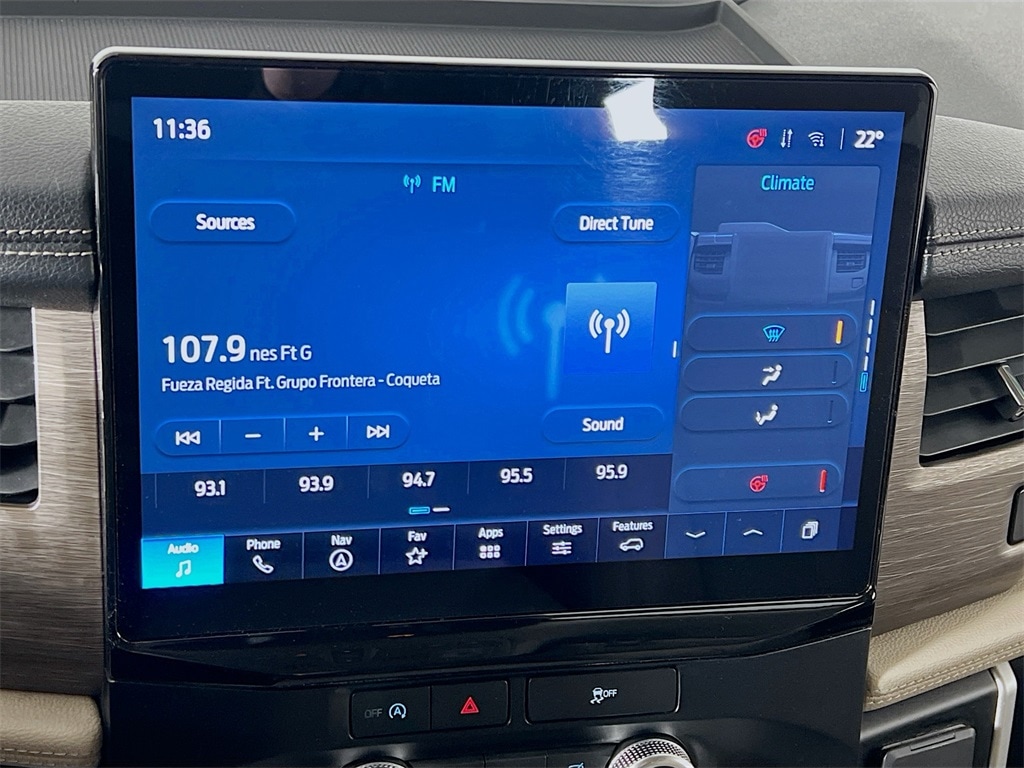 11:36
22°
FM
Climate
Sources
Direct Tune
107.9 nes Ft G
Fueza Regida Ft. Grupo Frontera - Coqueta
Sound
93.1 93.9 94.7 95.5 95.9
Audio Phone Nav Fav Apps Settings Features
OFF A
OFF